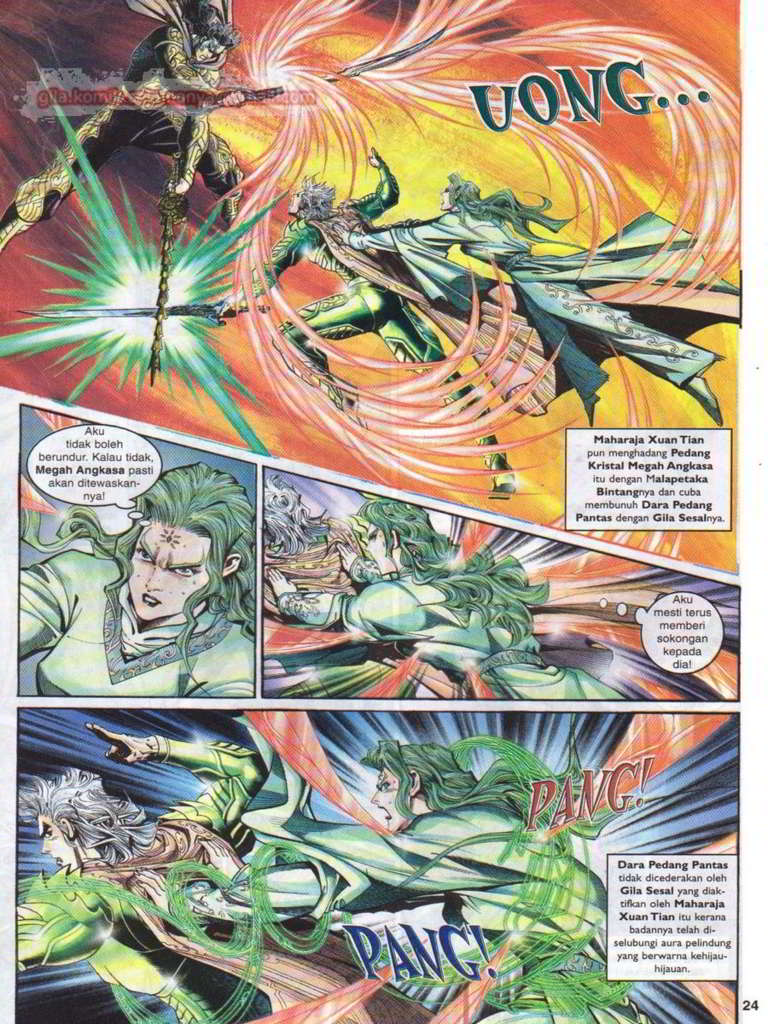 UONG...
Maharaja Xuan Tian
pun menghadang Pedang
Kristal Megah Angkasa
itu dengan Malapetaka
Bintangnya dan cuba
membunuh Dara Pedang
Pantas dengan Gila Sesalnya.
Aku
tidak boleh
berundur. Kalau tidak,
Megah Angkasa pasti
akan ditewaskan-
nya!
Aku
mesti terus
memberi
sokongan
kepada
dia!
PANG!
Dara Pedang Pantas
tidak dicederakan oleh
Gila Sesal yang diak-
tifkan oleh Maharaja
Xuan Tian itu kerana
badannya telah di-
selubungi aura pelindung
yang berwarna kehijau-
hijauan.
PANG!
24